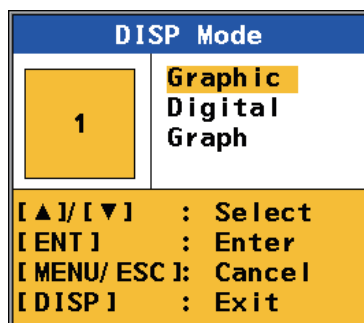 DISP Mode
1
Graphic
Digital
Graph
[▲]/[▼] : Select
[ENT] : Enter
[MENU/ESC]: Cancel
[DISP] : Exit